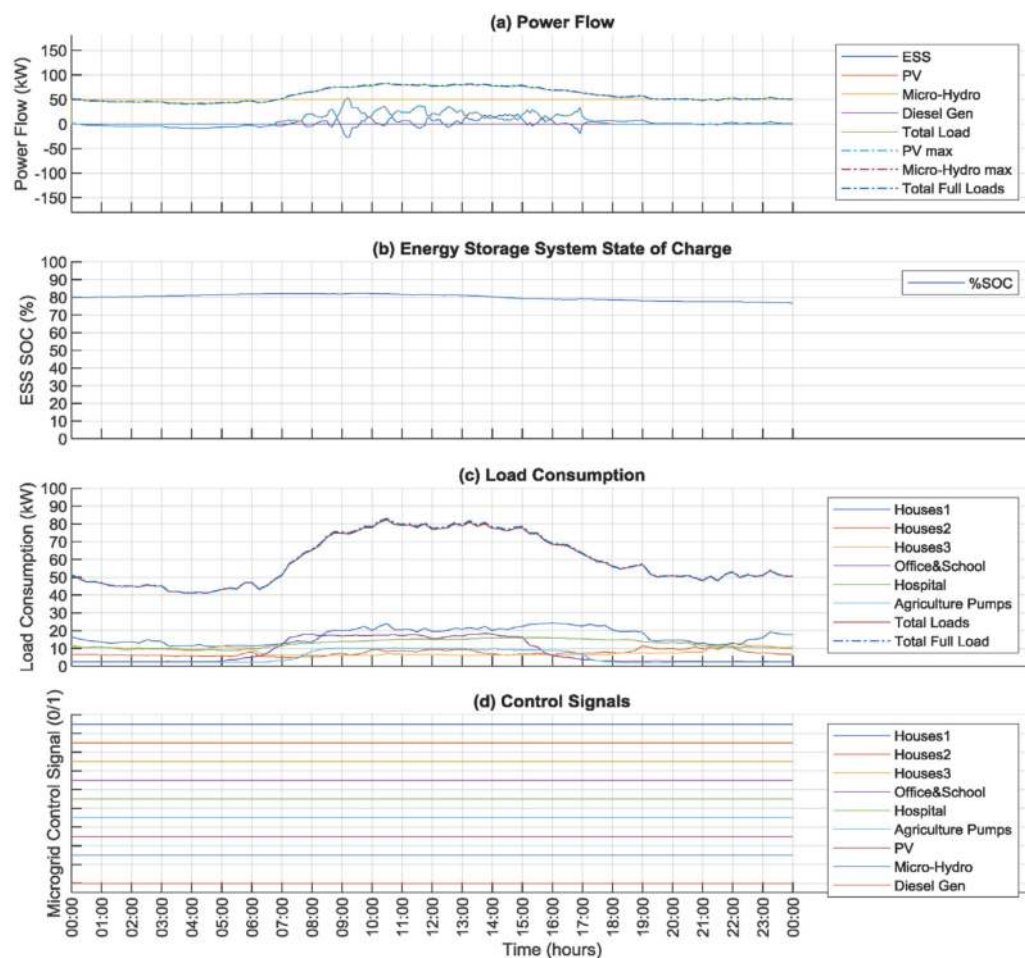 (a) Power Flow
Power Flow (kW)
150
100
50
0
-50
-100
-150
ESS
PV
Micro-Hydro
Diesel Gen
Total Load
PV max
Micro-Hydro max
Total Full Loads
(b) Energy Storage System State of Charge
ESS SOC (%)
100
90
80
70
60
50
40
30
20
10
0
%SOC
(c) Load Consumption
Load Consumption (kW)
100
90
80
70
60
50
40
30
20
10
0
Houses1
Houses2
Houses3
Office&School
Hospital
Agriculture Pumps
Total Loads
Total Full Load
(d) Control Signals
Microgrid Control Signal (0/1)
Houses1
Houses2
Houses3
Office&School
Hospital
Agriculture Pumps
PV
Micro-Hydro
Diesel Gen
00:00 01:00 02:00 03:00 04:00 05:00 06:00 07:00 08:00 09:00 10:00 11:00 12:00 13:00 14:00 15:00 16:00 17:00 18:00 19:00 20:00 21:00 22:00 23:00 00:00
Time (hours)